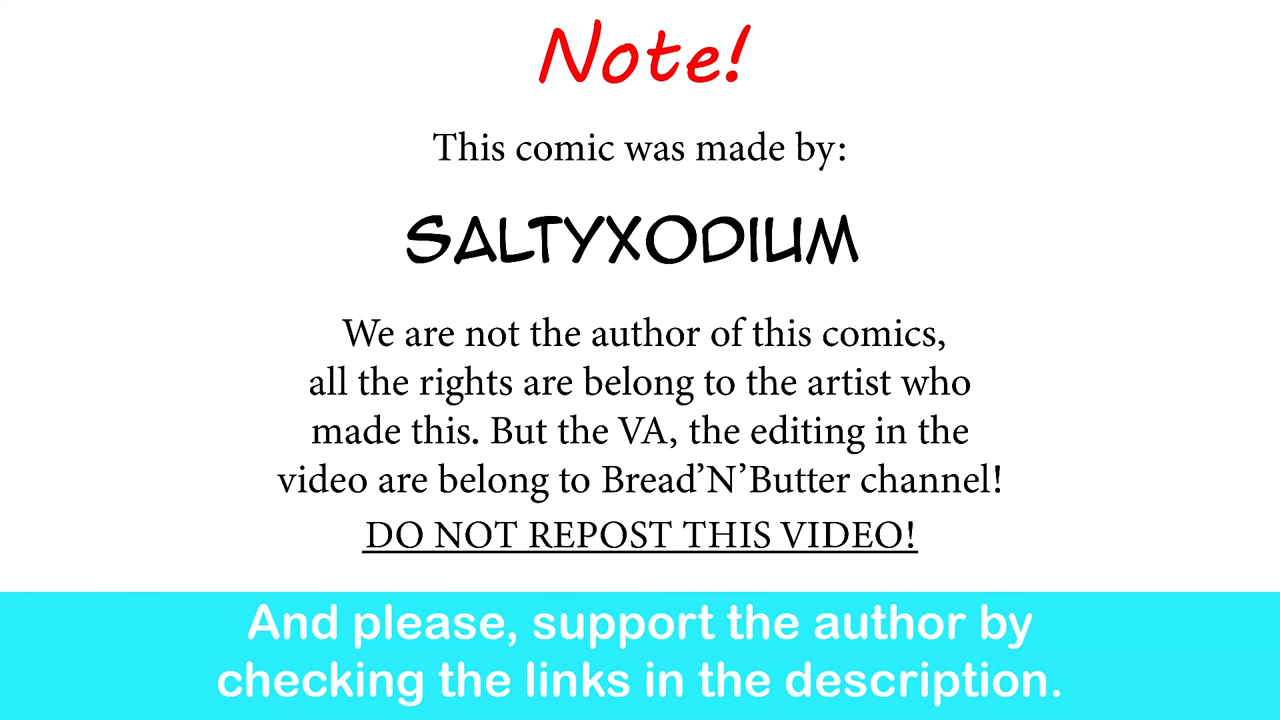 Note!
This comic was made by:
SALTYXODIUM
We are not the author of this comics,
all the rights are belong to the artist who
made this. But the VA, the editing in the
video are belong to Bread’N’Butter channel!
DO NOT REPOST THIS VIDEO!
And please, support the author by
checking the links in the description.